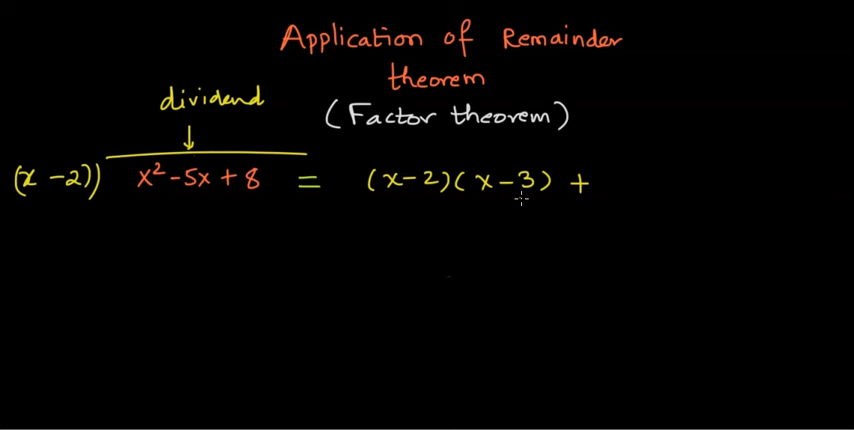 Application of Remainder
theorem
dividend
(Factor theorem)
↓
(x - 2)) x² - 5x + 8 = (x - 2)(x - 3) +